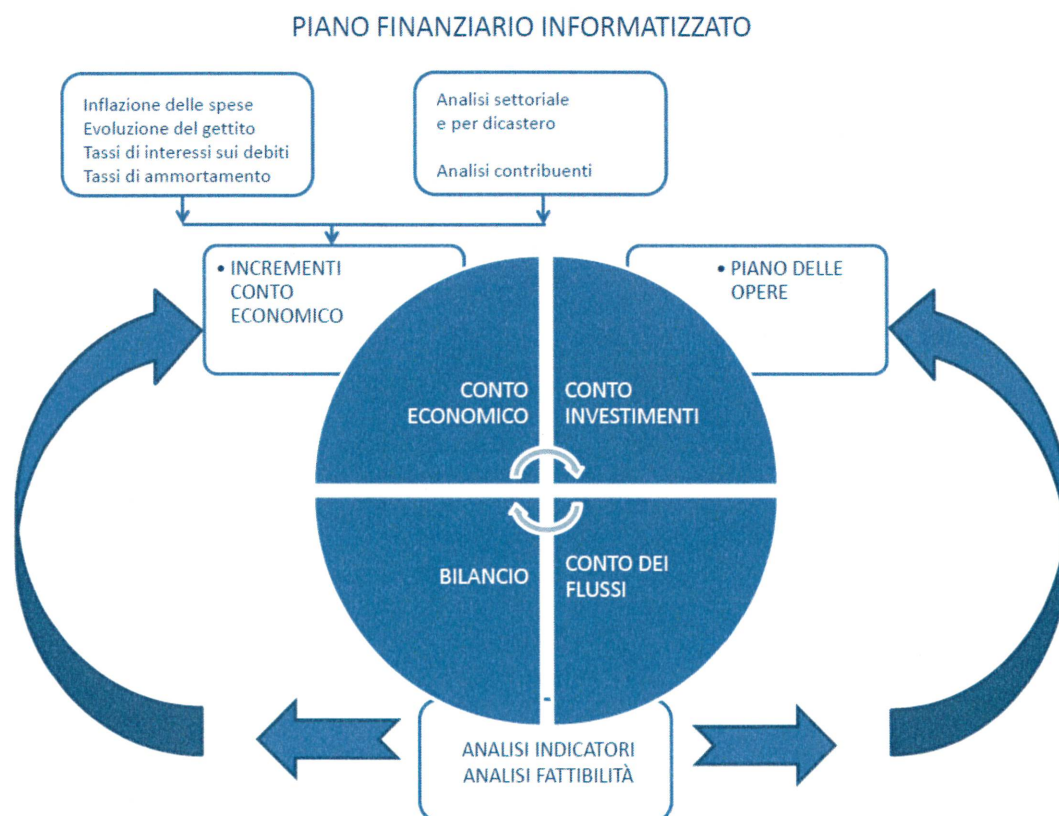 PIANO FINANZIARIO INFORMATIZZATO
Inflazione delle spese
Evoluzione del gettito
Tassi di interessi sui debiti
Tassi di ammortamento
Analisi settoriale
e per dicastero
Analisi contribuenti
• INCREMENTI
CONTO
ECONOMICO
• PIANO DELLE
OPERE
CONTO
ECONOMICO
CONTO
INVESTIMENTI
BILANCIO
CONTO DEI
FLUSSI
-
ANALISI INDICATORI
ANALISI FATTIBILITÀ